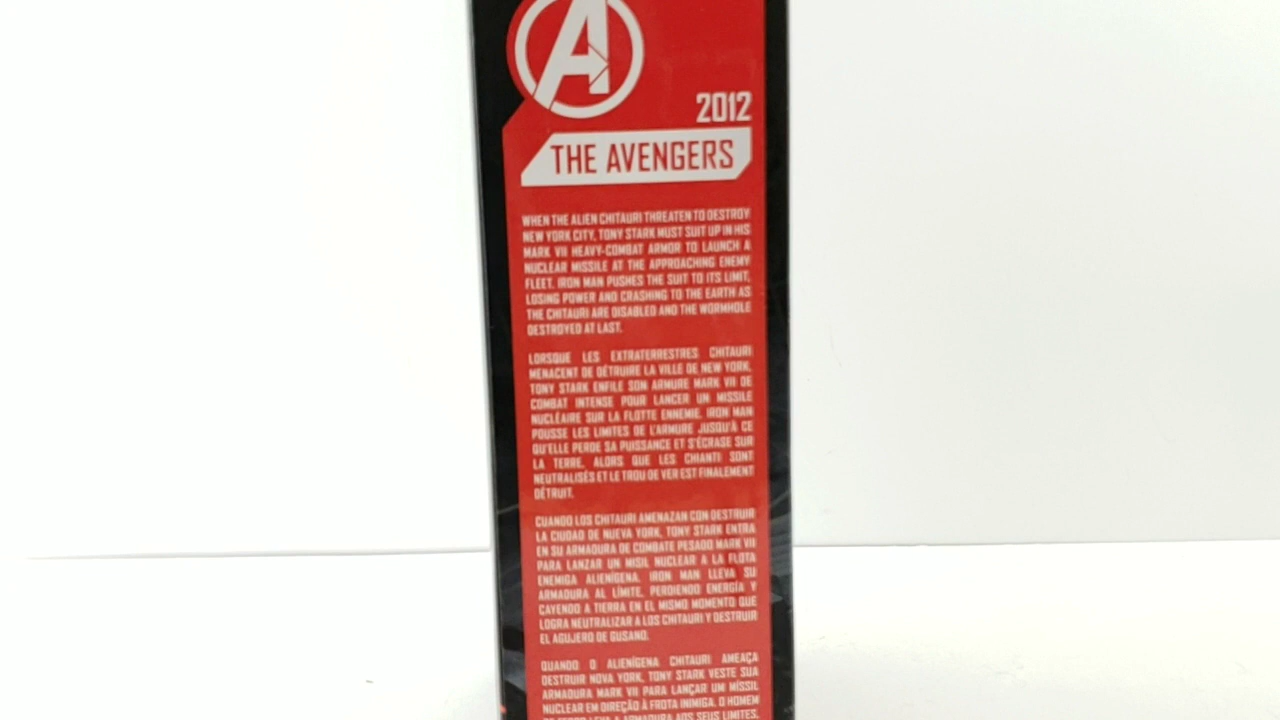 A
2012
THE AVENGERS
WHEN THE ALIEN CHITAURI THREATEN TO DESTROY
NEW YORK CITY, TONY STARK MUST SUIT UP IN HIS
MARK VII HEAVY-COMBAT ARMOR TO LAUNCH A
NUCLEAR MISSILE AT THE APPROACHING ENEMY
FLEET. IRON MAN PUSHES THE SUIT TO ITS LIMIT,
LOSING POWER AND CRASHING TO THE EARTH AS
THE CHITAURI ARE DISABLED AND THE WORMHOLE
DESTROYED AT LAST.
LORSQUE LES EXTRATERRESTRES CHITAURI
MENACENT DE DÉTRUIRE LA VILLE DE NEW YORK,
TONY STARK ENFILE SON ARMURE MARK VII DE
COMBAT INTENSE POUR LANCER UN MISSILE
NUCLÉAIRE SUR LA FLOTTE ENNEMIE. IRON MAN
POUSSE LES LIMITES DE L'ARMURE JUSQU'À CE
QU'ELLE PERDE SA PUISSANCE ET S'ÉCRASE SUR
LA TERRE, ALORS QUE LES CHIANTI SONT
NEUTRALISÉS ET LE TROU DE VER EST FINALEMENT
DÉTRUIT.
CUANDO LOS CHITAURI AMENAZAN CON DESTRUIR
LA CIUDAD DE NUEVA YORK, TONY STARK ENTRA
EN SU ARMADURA DE COMBATE PESADO MARK VII
PARA LANZAR UN MISIL NUCLEAR A LA FLOTA
ENEMIGA ALIENÍGENA. IRON MAN LLEVA SU
ARMADURA AL LÍMITE, PERDIENDO ENERGÍA Y
CAYENDO A TIERRA EN EL MISMO MOMENTO QUE
LOGRA NEUTRALIZAR A LOS CHITAURI Y DESTRUIR
EL AGUJERO DE GUSANO.
QUANDO O ALIENÍGENA CHITAURI AMEAÇA
DESTRUIR NOVA YORK, TONY STARK VESTE SUA
ARMADURA MARK VII PARA LANÇAR UM MÍSSIL
NUCLEAR EM DIREÇÃO À FROTA INIMIGA. O HOMEM
DE FERRO LEVA A ARMADURA AOS SEUS LIMITES,